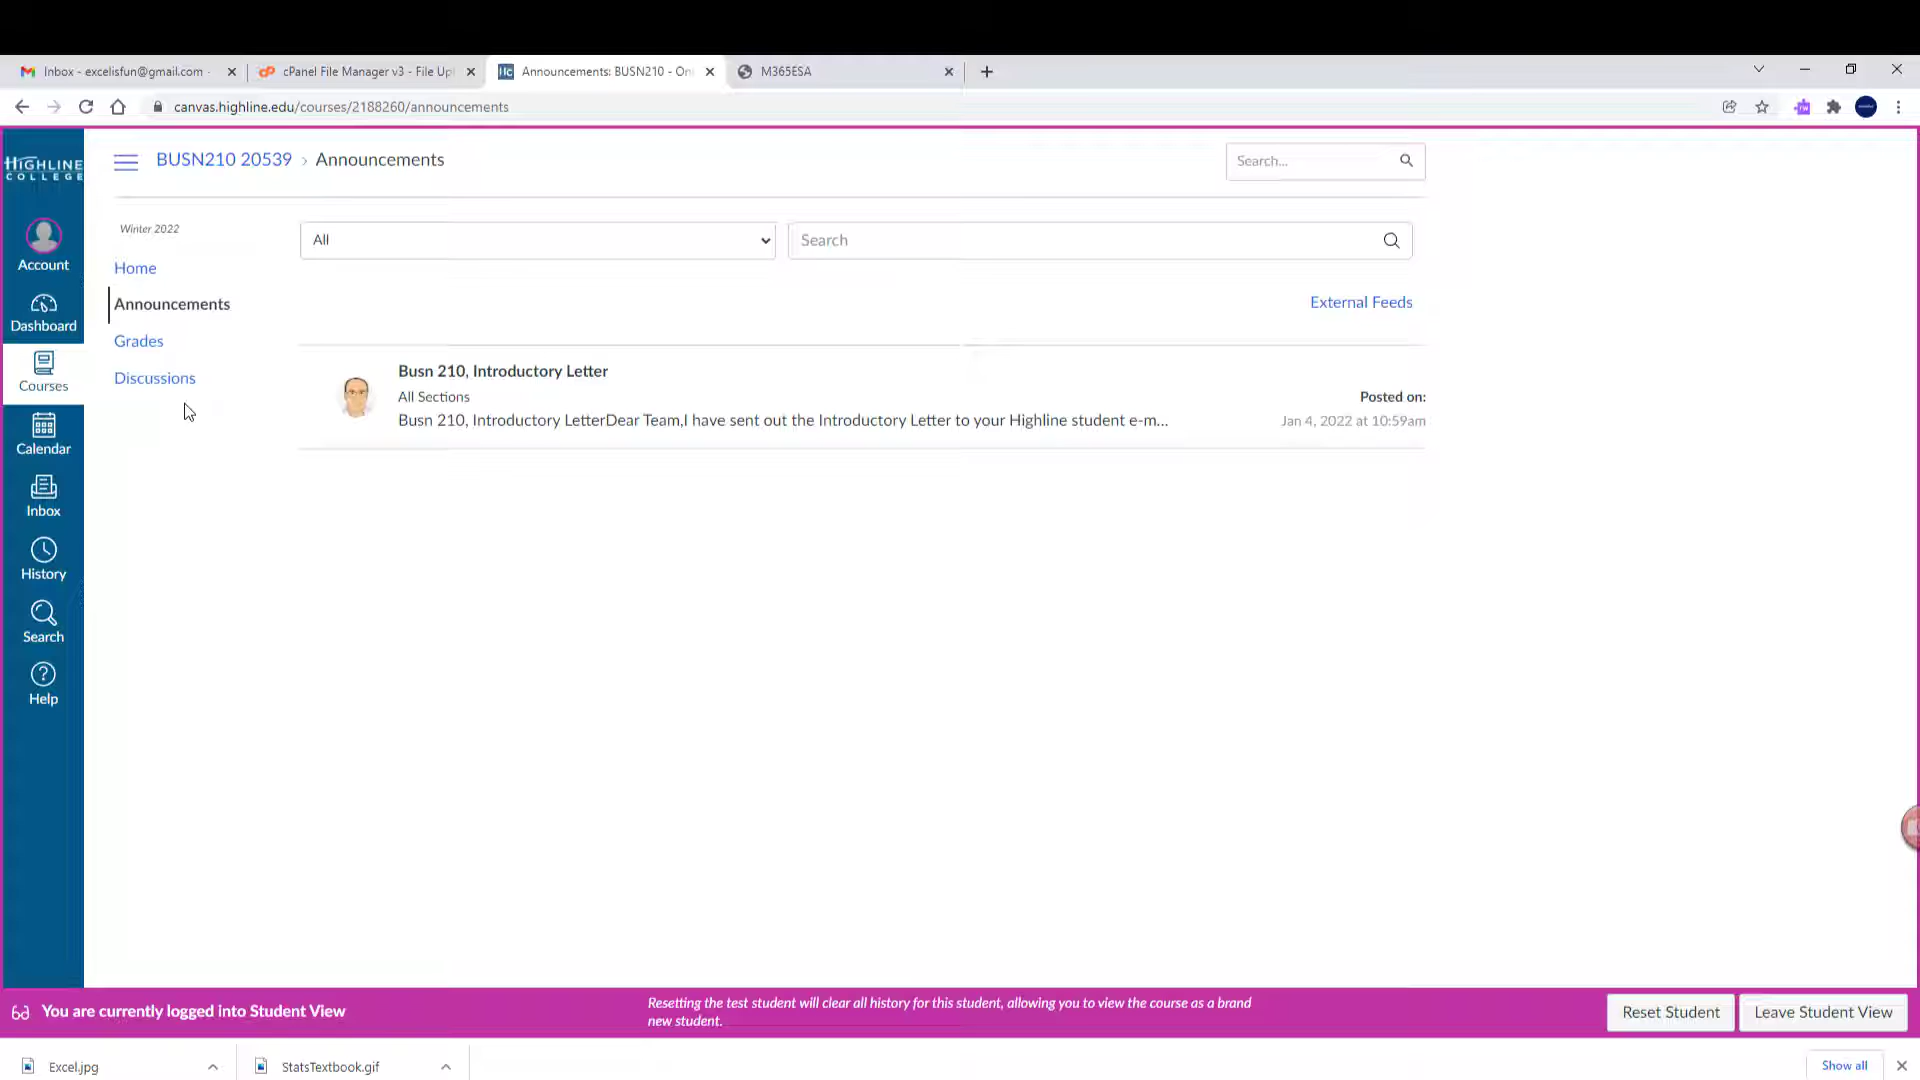 Inbox - excelisfun@gmail.com -
cPanel File Manager v3 - File Up
Announcements: BUSN210 - On
M365ESA
canvas.highline.edu/courses/2188260/announcements
HIGHLINE
COLLEGE
BUSN210 20539 › Announcements
Search...
Winter 2022
All
Search
Account
Home
Announcements
Grades
Discussions
External Feeds
Dashboard
Courses
Calendar
Inbox
History
Search
Help
Busn 210, Introductory Letter
All Sections
Busn 210, Introductory LetterDear Team,I have sent out the Introductory Letter to your Highline student e-m...
Posted on:
Jan 4, 2022 at 10:59am
You are currently logged into Student View
Resetting the test student will clear all history for this student, allowing you to view the course as a brand
new student.
Reset Student
Leave Student View
Excel.jpg
StatsTextbook.gif
Show all